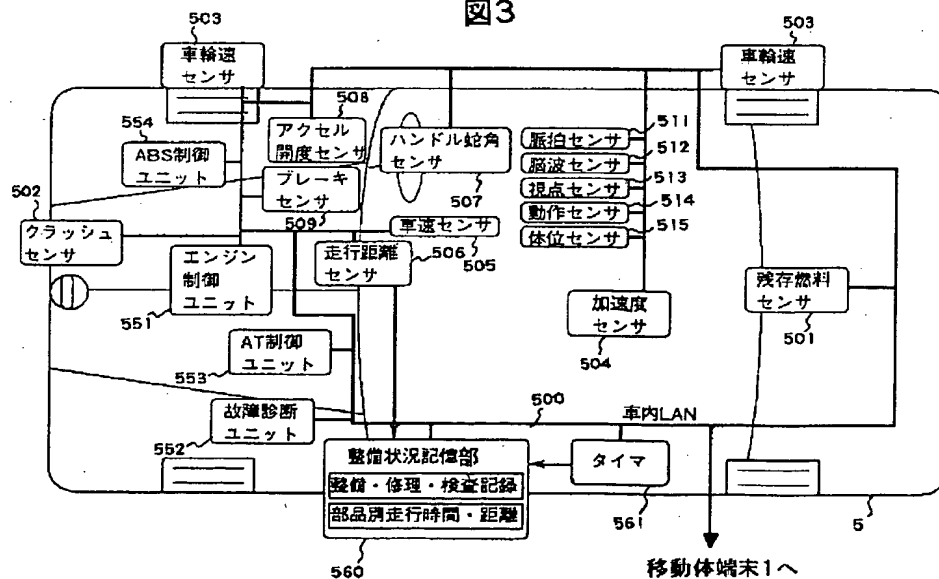 図3
503
車輪速
センサ
503
車輪速
センサ
508
アクセル
開度センサ
ハンドル蛇角
センサ
507
脈拍センサ
511
脳波センサ
512
視点センサ
513
動作センサ
514
体位センサ
515
554
ABS制御
ユニット
ブレーキ
センサ
509
502
クラッシュ
センサ
車速センサ
505
走行距離
センサ
506
エンジン
制御
ユニット
551
加速度
センサ
504
残存燃料
センサ
501
AT制御
ユニット
553
故障診断
ユニット
552
500
車内LAN
整備状況記憶部
整備・修理・検査記録
部品別走行時間・距離
560
タイマ
561
5
移動体端末1へ